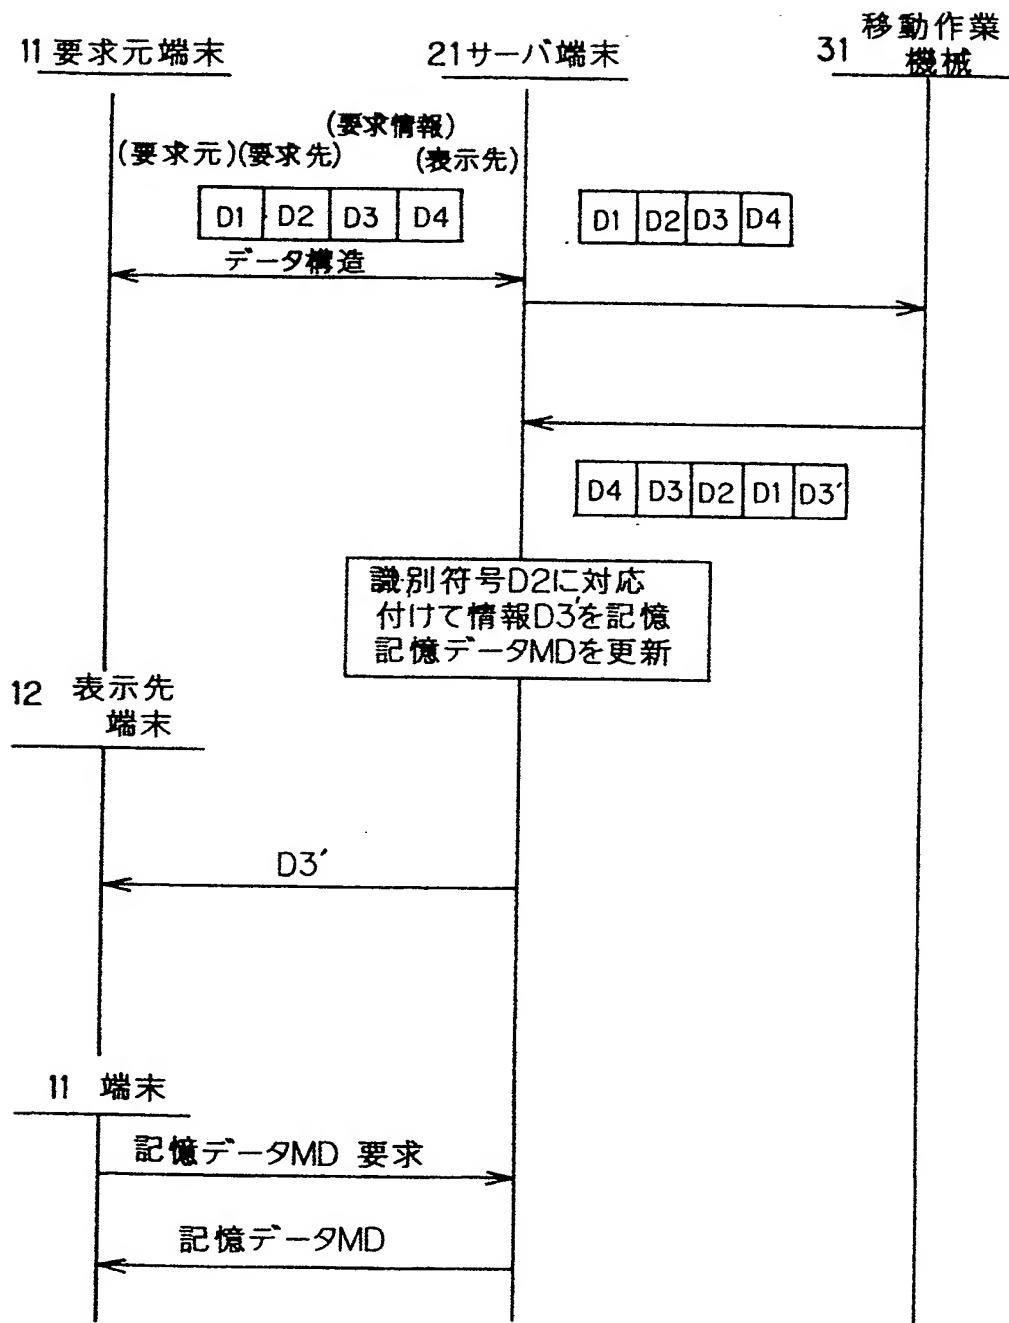 11 要求元端末
21サーバ端末
31 移動作業
機械
(要求情報)
(要求元)(要求先) (表示先)
D1 D2 D3 D4
D1 D2 D3 D4
データ構造
D4 D3 D2 D1 D3'
識別符号D2に対応
付けて情報D3'を記憶
記憶データMDを更新
12 表示先
端末
D3'
11 端末
記憶データMD 要求
記憶データMD